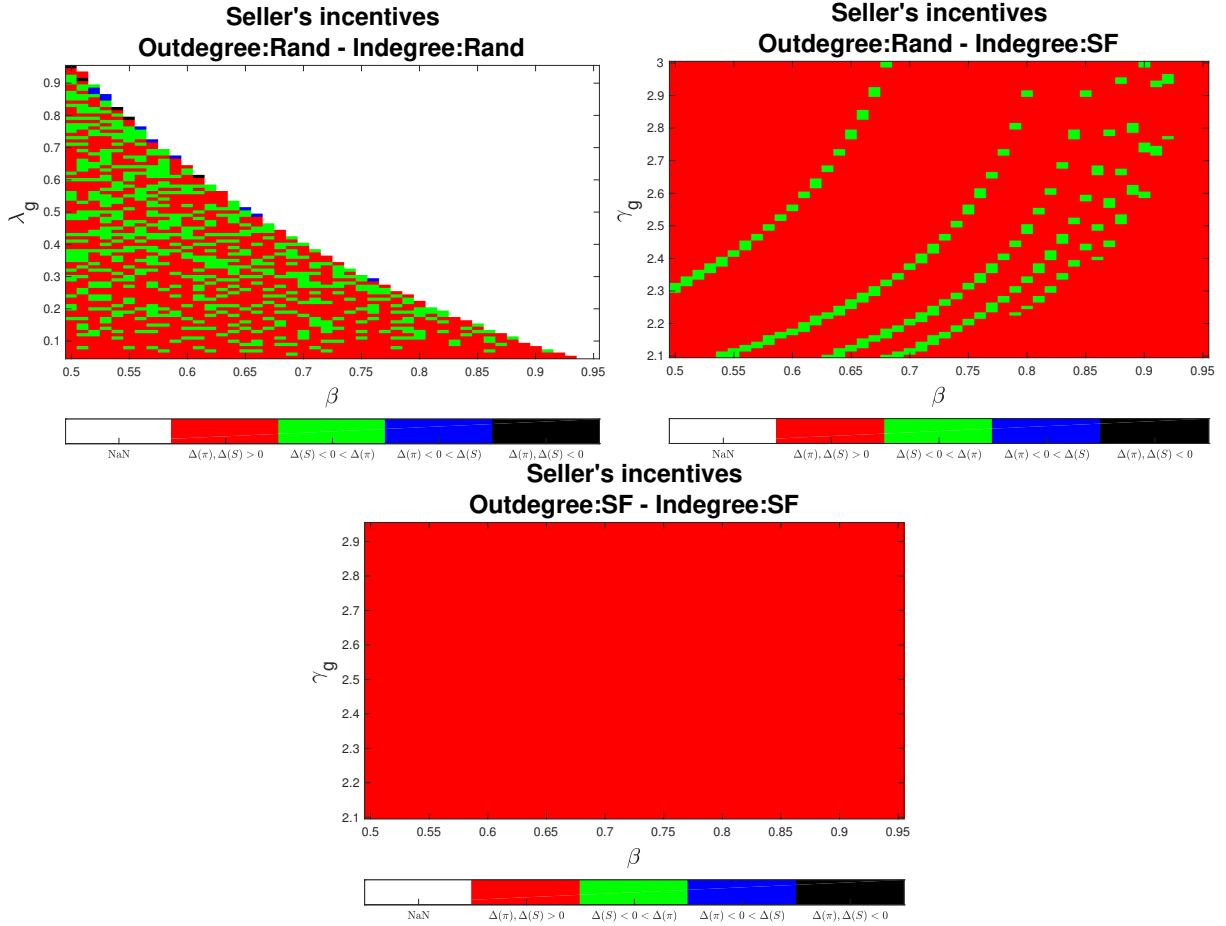 Seller's incentives
Outdegree:Rand - Indegree:Rand
λ_g
0.9
0.8
0.7
0.6
0.5
0.4
0.3
0.2
0.1
0.5 0.55 0.6 0.65 0.7 0.75 0.8 0.85 0.9 0.95
β
NaN Δ(π), Δ(S) > 0 Δ(S) < 0 < Δ(π) Δ(π) < 0 < Δ(S) Δ(π), Δ(S) < 0
Seller's incentives
Outdegree:Rand - Indegree:SF
γ_g
3
2.9
2.8
2.7
2.6
2.5
2.4
2.3
2.2
2.1
0.5 0.55 0.6 0.65 0.7 0.75 0.8 0.85 0.9 0.95
β
NaN Δ(π), Δ(S) > 0 Δ(S) < 0 < Δ(π) Δ(π) < 0 < Δ(S) Δ(π), Δ(S) < 0
Seller's incentives
Outdegree:SF - Indegree:SF
γ_g
2.9
2.8
2.7
2.6
2.5
2.4
2.3
2.2
2.1
0.5 0.55 0.6 0.65 0.7 0.75 0.8 0.85 0.9 0.95
β
NaN Δ(π), Δ(S) > 0 Δ(S) < 0 < Δ(π) Δ(π) < 0 < Δ(S) Δ(π), Δ(S) < 0